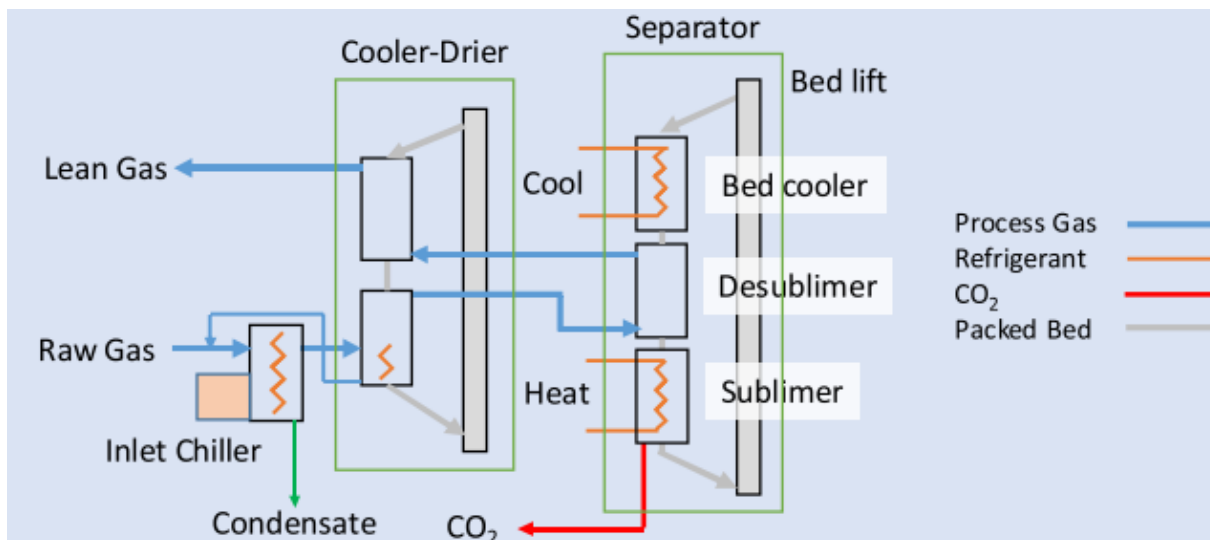 Separator
Cooler-Drier
Bed lift
Lean Gas
Cool
Bed cooler
Process Gas
Refrigerant
CO₂
Packed Bed
Desublimer
Raw Gas
Heat
Sublimer
Inlet Chiller
Condensate
CO₂